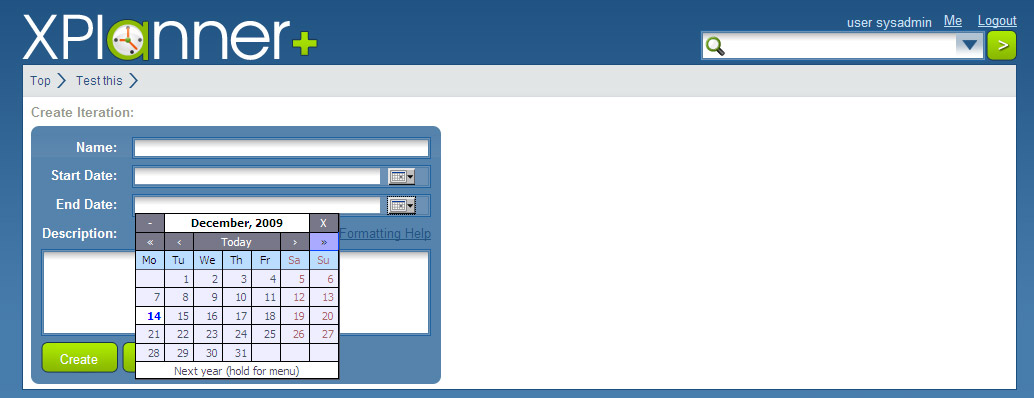 XPlanner+
user sysadmin Me Logout
>
Top Test this
Create Iteration:
Name:
Start Date:
End Date:
- December, 2009 X
« ‹ Today › »
Description: Formatting Help
Mo Tu We Th Fr Sa Su
1 2 3 4 5 6
7 8 9 10 11 12 13
14 15 16 17 18 19 20
21 22 23 24 25 26 27
28 29 30 31
Create
Next year (hold for menu)